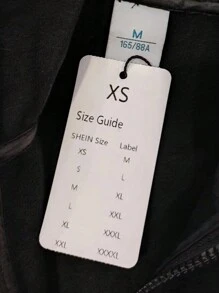 M
165/88A
XS
Size Guide
SHEIN Size Label
XS M
S L
M XL
L XXL
XL XXXL
XXL XXXXL